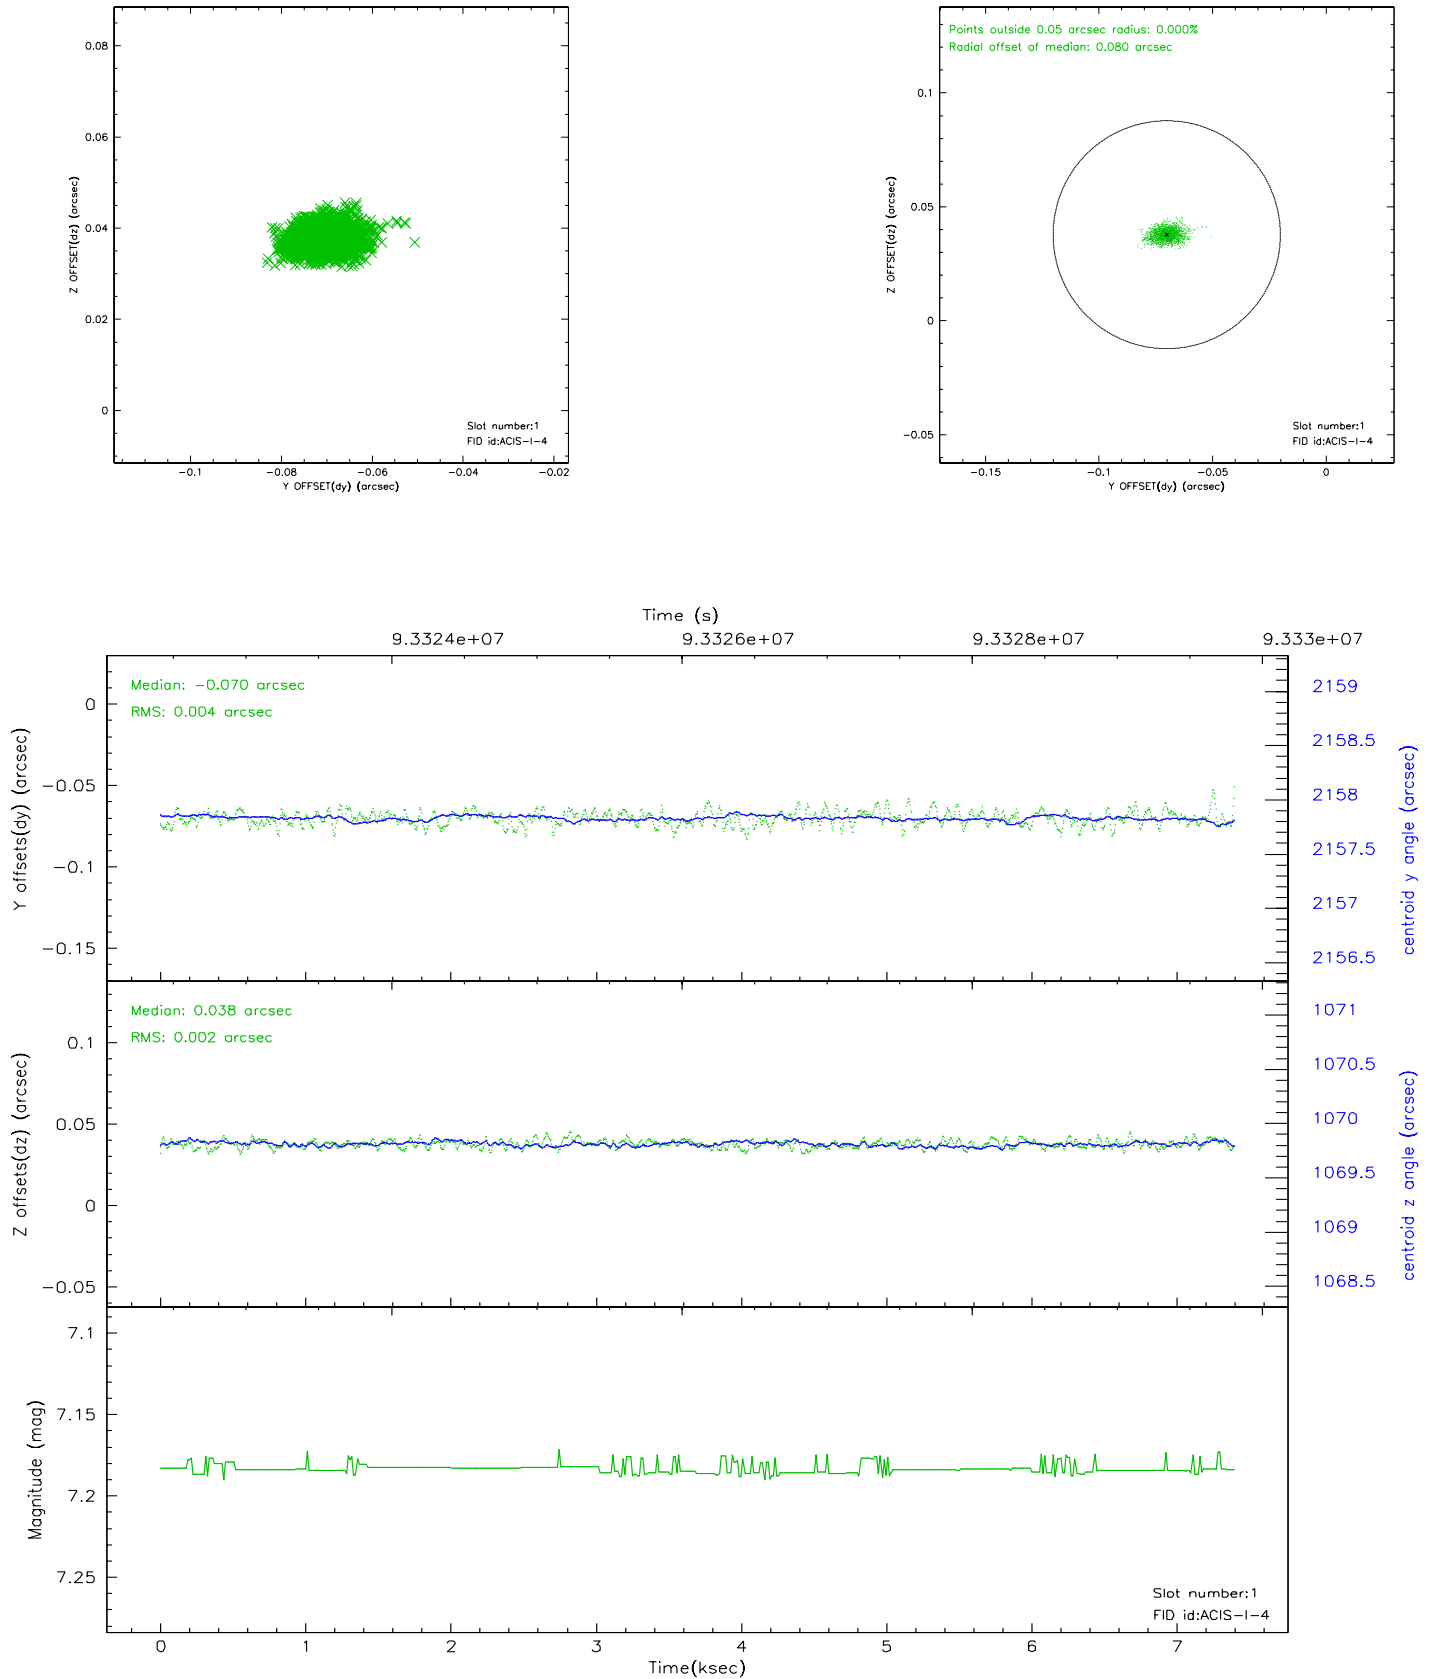 0.08
0.06
0.04
0.02
0
Z OFFSET(dz) (arcsec)
Slot number:1
FID id:ACIS-I-4
-0.1
-0.08
-0.06
-0.04
-0.02
Y OFFSET(dy) (arcsec)
Points outside 0.05 arcsec radius: 0.000%
Radial offset of median: 0.080 arcsec
0.1
0.05
0
-0.05
Z OFFSET(dz) (arcsec)
Slot number:1
FID id:ACIS-I-4
-0.15
-0.1
-0.05
0
Y OFFSET(dy) (arcsec)
Time (s)
9.3324e+07
9.3326e+07
9.3328e+07
9.333e+07
Median: -0.070 arcsec
RMS: 0.004 arcsec
0
-0.05
-0.1
-0.15
Y offsets(dy) (arcsec)
2159
2158.5
2158
2157.5
2157
2156.5
centroid y angle (arcsec)
Median: 0.038 arcsec
RMS: 0.002 arcsec
0.1
0.05
0
-0.05
Z offsets(dz) (arcsec)
1071
1070.5
1070
1069.5
1069
1068.5
centroid z angle (arcsec)
7.1
7.15
7.2
7.25
Magnitude (mag)
Slot number:1
FID id:ACIS-I-4
0
1
2
3
4
5
6
7
Time(ksec)